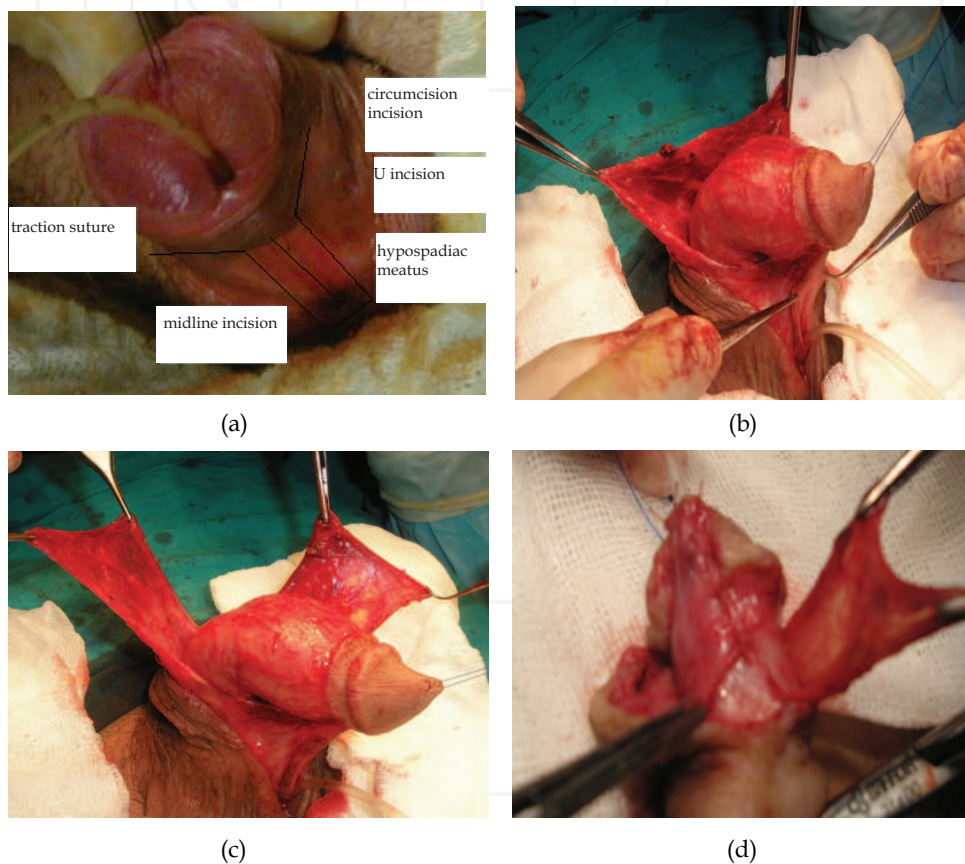 circumcision
incision
U incision
traction suture
hypospadiac
meatus
midline incision
(a)
(b)
(c)
(d)